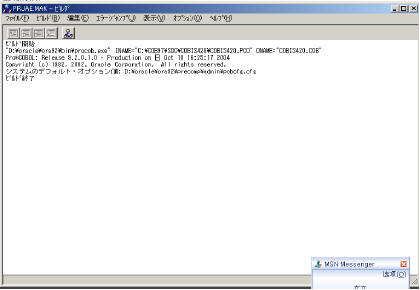 PRJAE.MAK - ビルド
ファイル(F) ビルド(B) 編集(E) エラージャンプ(J) 表示(V) オプション(O) ヘルプ(H)
ビルド開始
"D:\oracle\ora92\bin\procob.exe" INAME="C:\COB97\SDC\COBIS420\COBIS420.PCO" ONAME="COBIS420.COB"
Pro*COBOL: Release 9.2.0.1.0 - Production on 日 Oct 10 16:25:17 2004
Copyright (c) 1982, 2002, Oracle Corporation. All rights reserved.
システムのデフォルト・オプション値: D:\oracle\ora92\precomp\admin\pcbcfg.cfg
ビルド終了
MSN Messenger
(O)